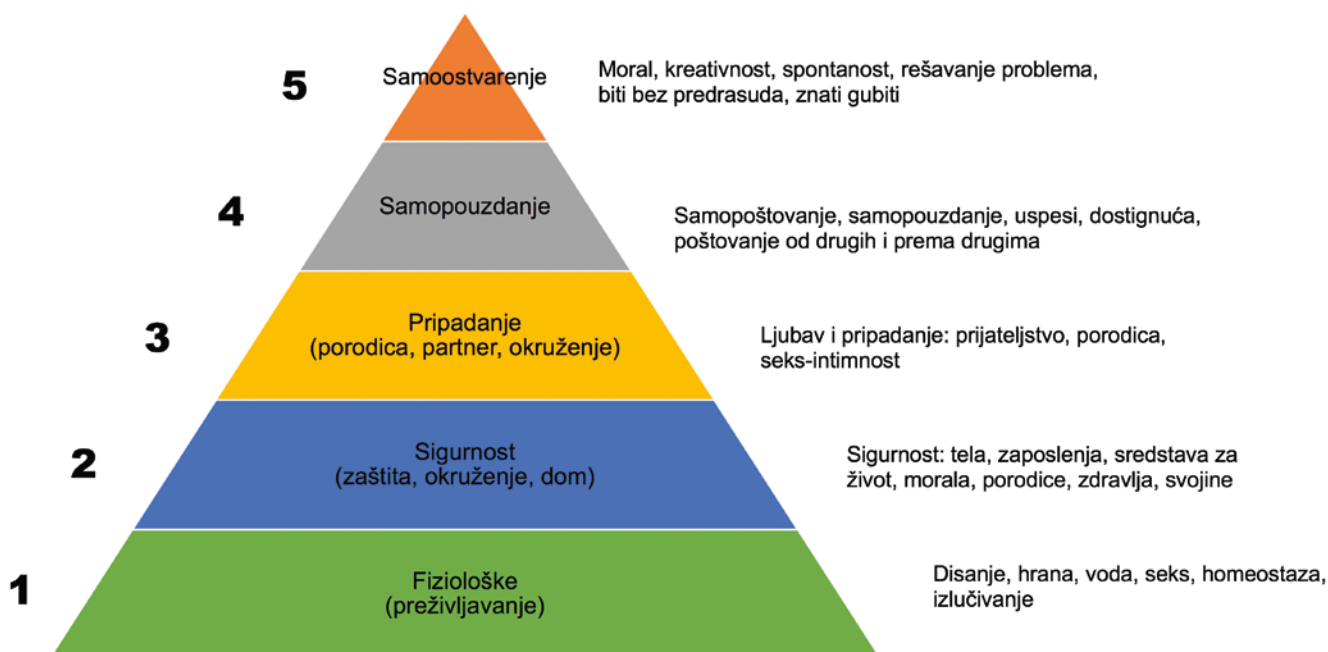 5
Samoostvarenje
Moral, kreativnost, spontanost, rešavanje problema,
biti bez predrasuda, znati gubiti
4
Samopouzdanje
Samopoštovanje, samopouzdanje, uspesi, dostignuća,
poštovanje od drugih i prema drugima
3
Pripadanje
(porodica, partner, okruženje)
Ljubav i pripadanje: prijateljstvo, porodica,
seks-intimnost
2
Sigurnost
(zaštita, okruženje, dom)
Sigurnost: tela, zaposlenja, sredstava za
život, morala, porodice, zdravlja, svojine
1
Fiziološke
(preživljavanje)
Disanje, hrana, voda, seks, homeostaza,
izlučivanje